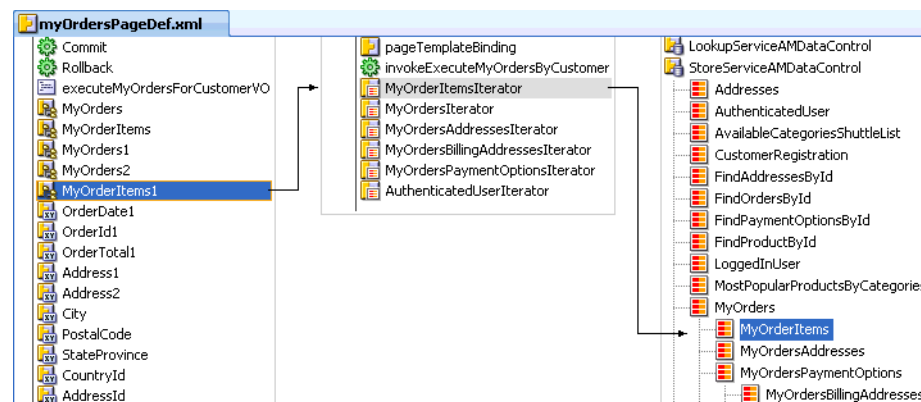 myOrdersPageDef.xml
Commit
Rollback
executeMyOrdersForCustomerVO
MyOrders
MyOrderItems
MyOrders1
MyOrders2
MyOrderItems1
OrderDate1
OrderId1
OrderTotal1
Address1
Address2
City
PostalCode
StateProvince
CountryId
AddressId
pageTemplateBinding
invokeExecuteMyOrdersByCustomer
MyOrderItemsIterator
MyOrdersIterator
MyOrdersAddressesIterator
MyOrdersBillingAddressesIterator
MyOrdersPaymentOptionsIterator
AuthenticatedUserIterator
LookupServiceAMDataControl
StoreServiceAMDataControl
Addresses
AuthenticatedUser
AvailableCategoriesShuttleList
CustomerRegistration
FindAddressesById
FindOrdersById
FindPaymentOptionsById
FindProductById
LoggedInUser
MostPopularProductsByCategories
MyOrders
MyOrderItems
MyOrdersAddresses
MyOrdersPaymentOptions
MyOrdersBillingAddresses